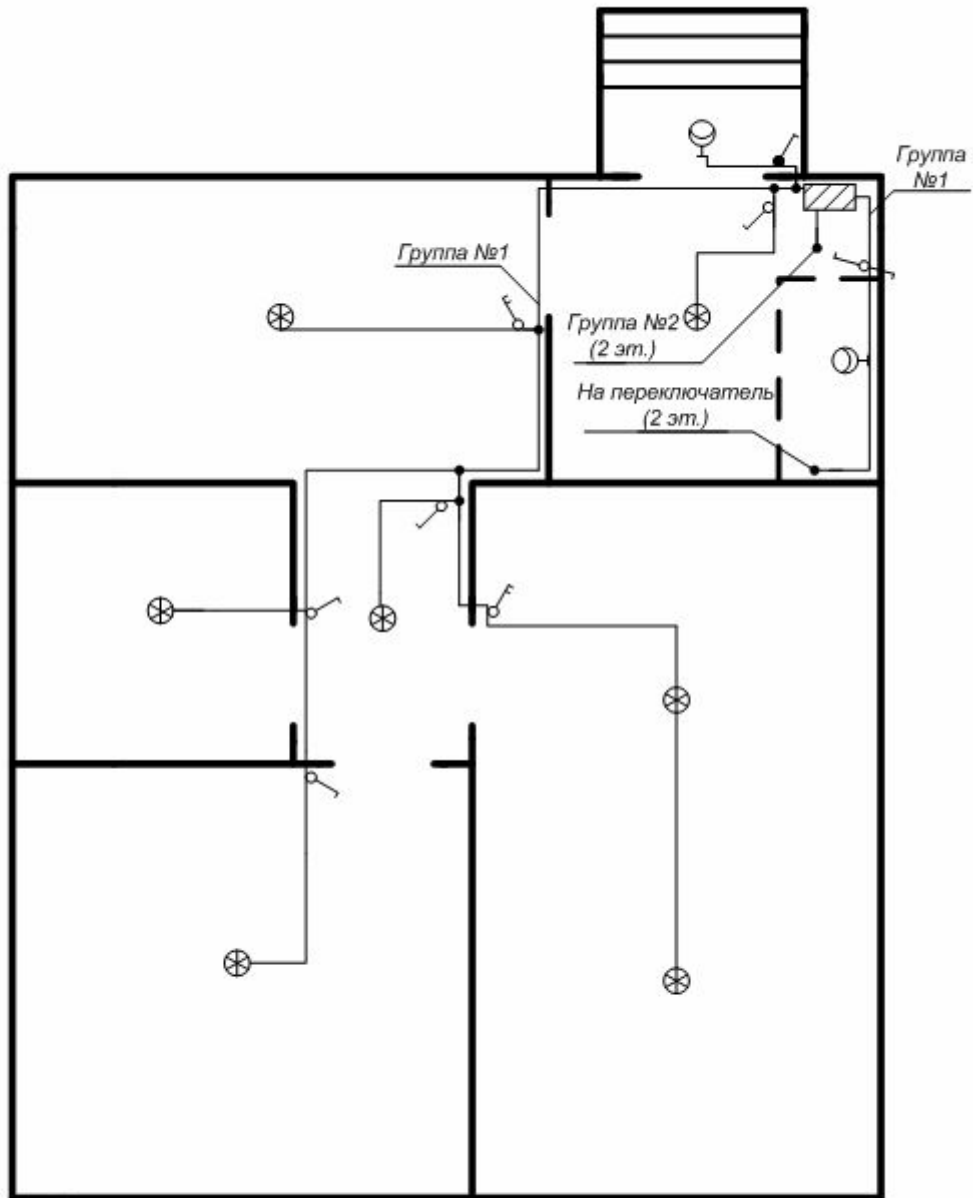 Группа
№1
Группа №1
Группа №2
(2 эт.)
На переключатель
(2 эт.)